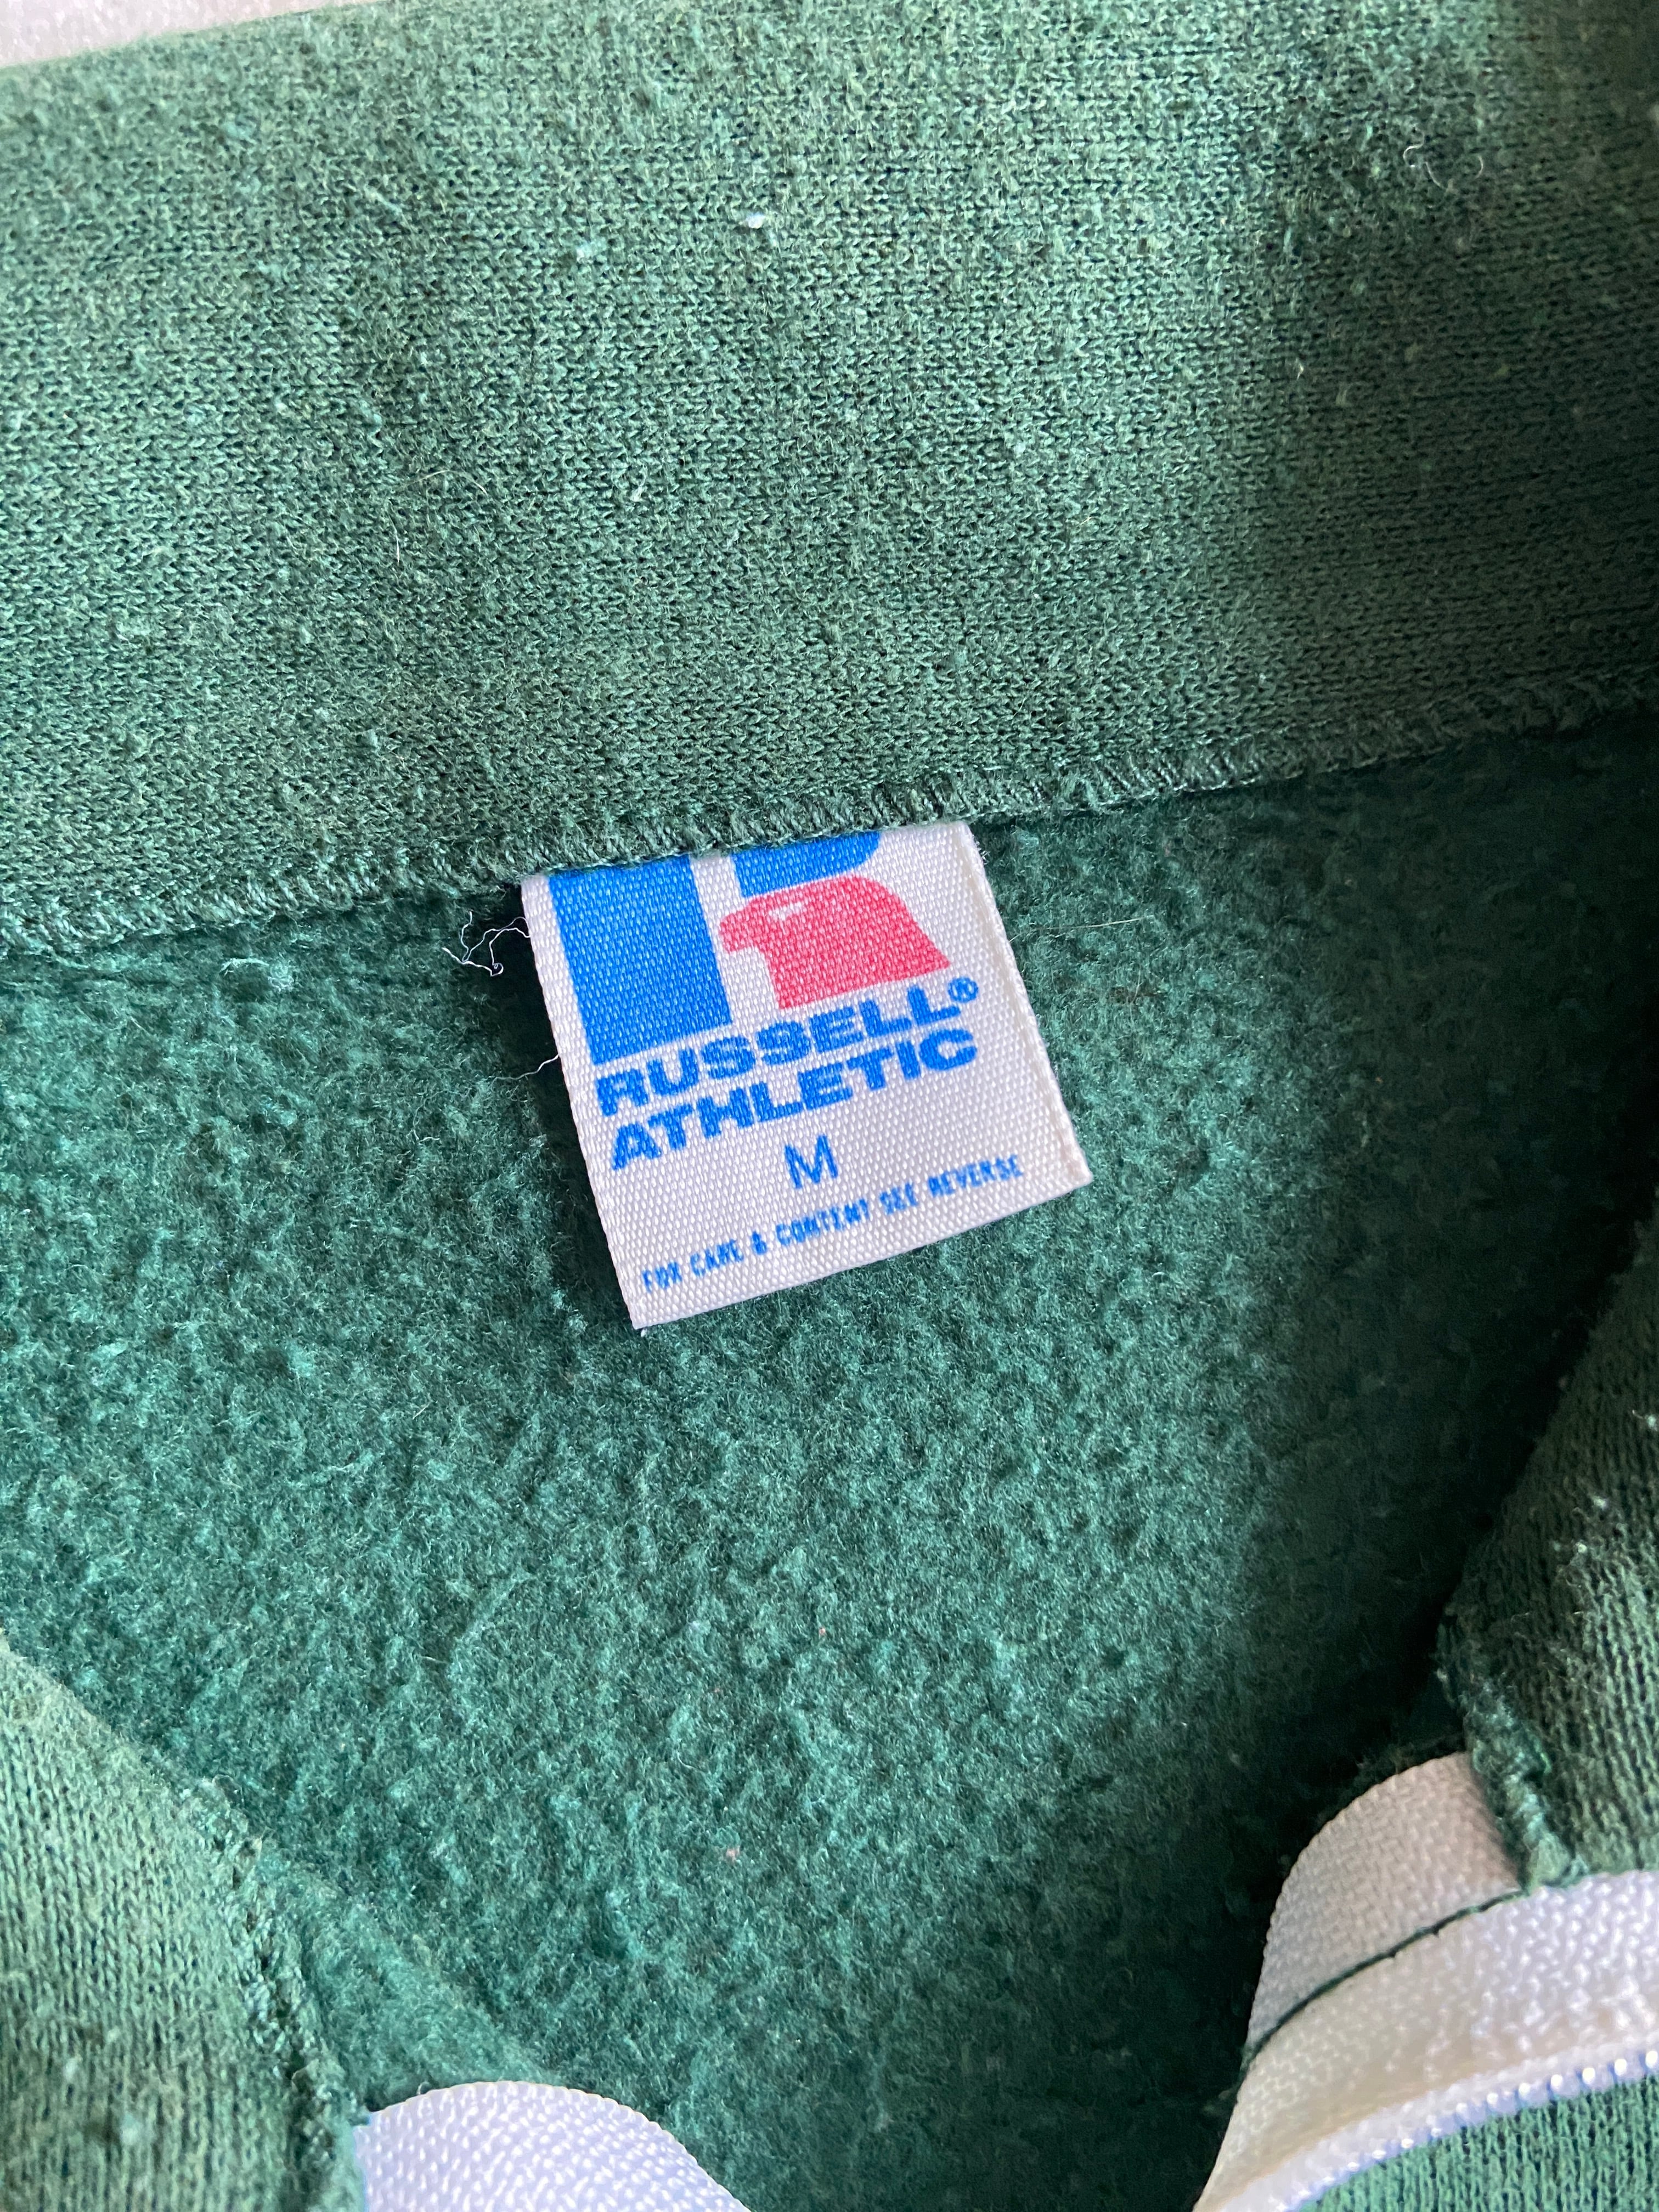 RUSSELL®
ATHLETIC
M
FOR CARE & CONTENT SEE REVERSE